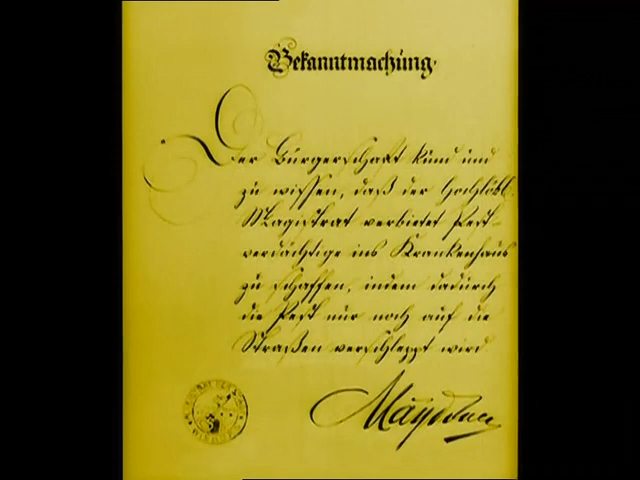 Bekanntmachung
Der Bürgerschaft kund und
zu wissen, daß der Hochlöbl.
Magistrat verbietet Pest-
verdächtige ins Krankenhaus
zu schaffen, indem dadurch
die Pest nur noch auf die
Straßen verschleppt wird